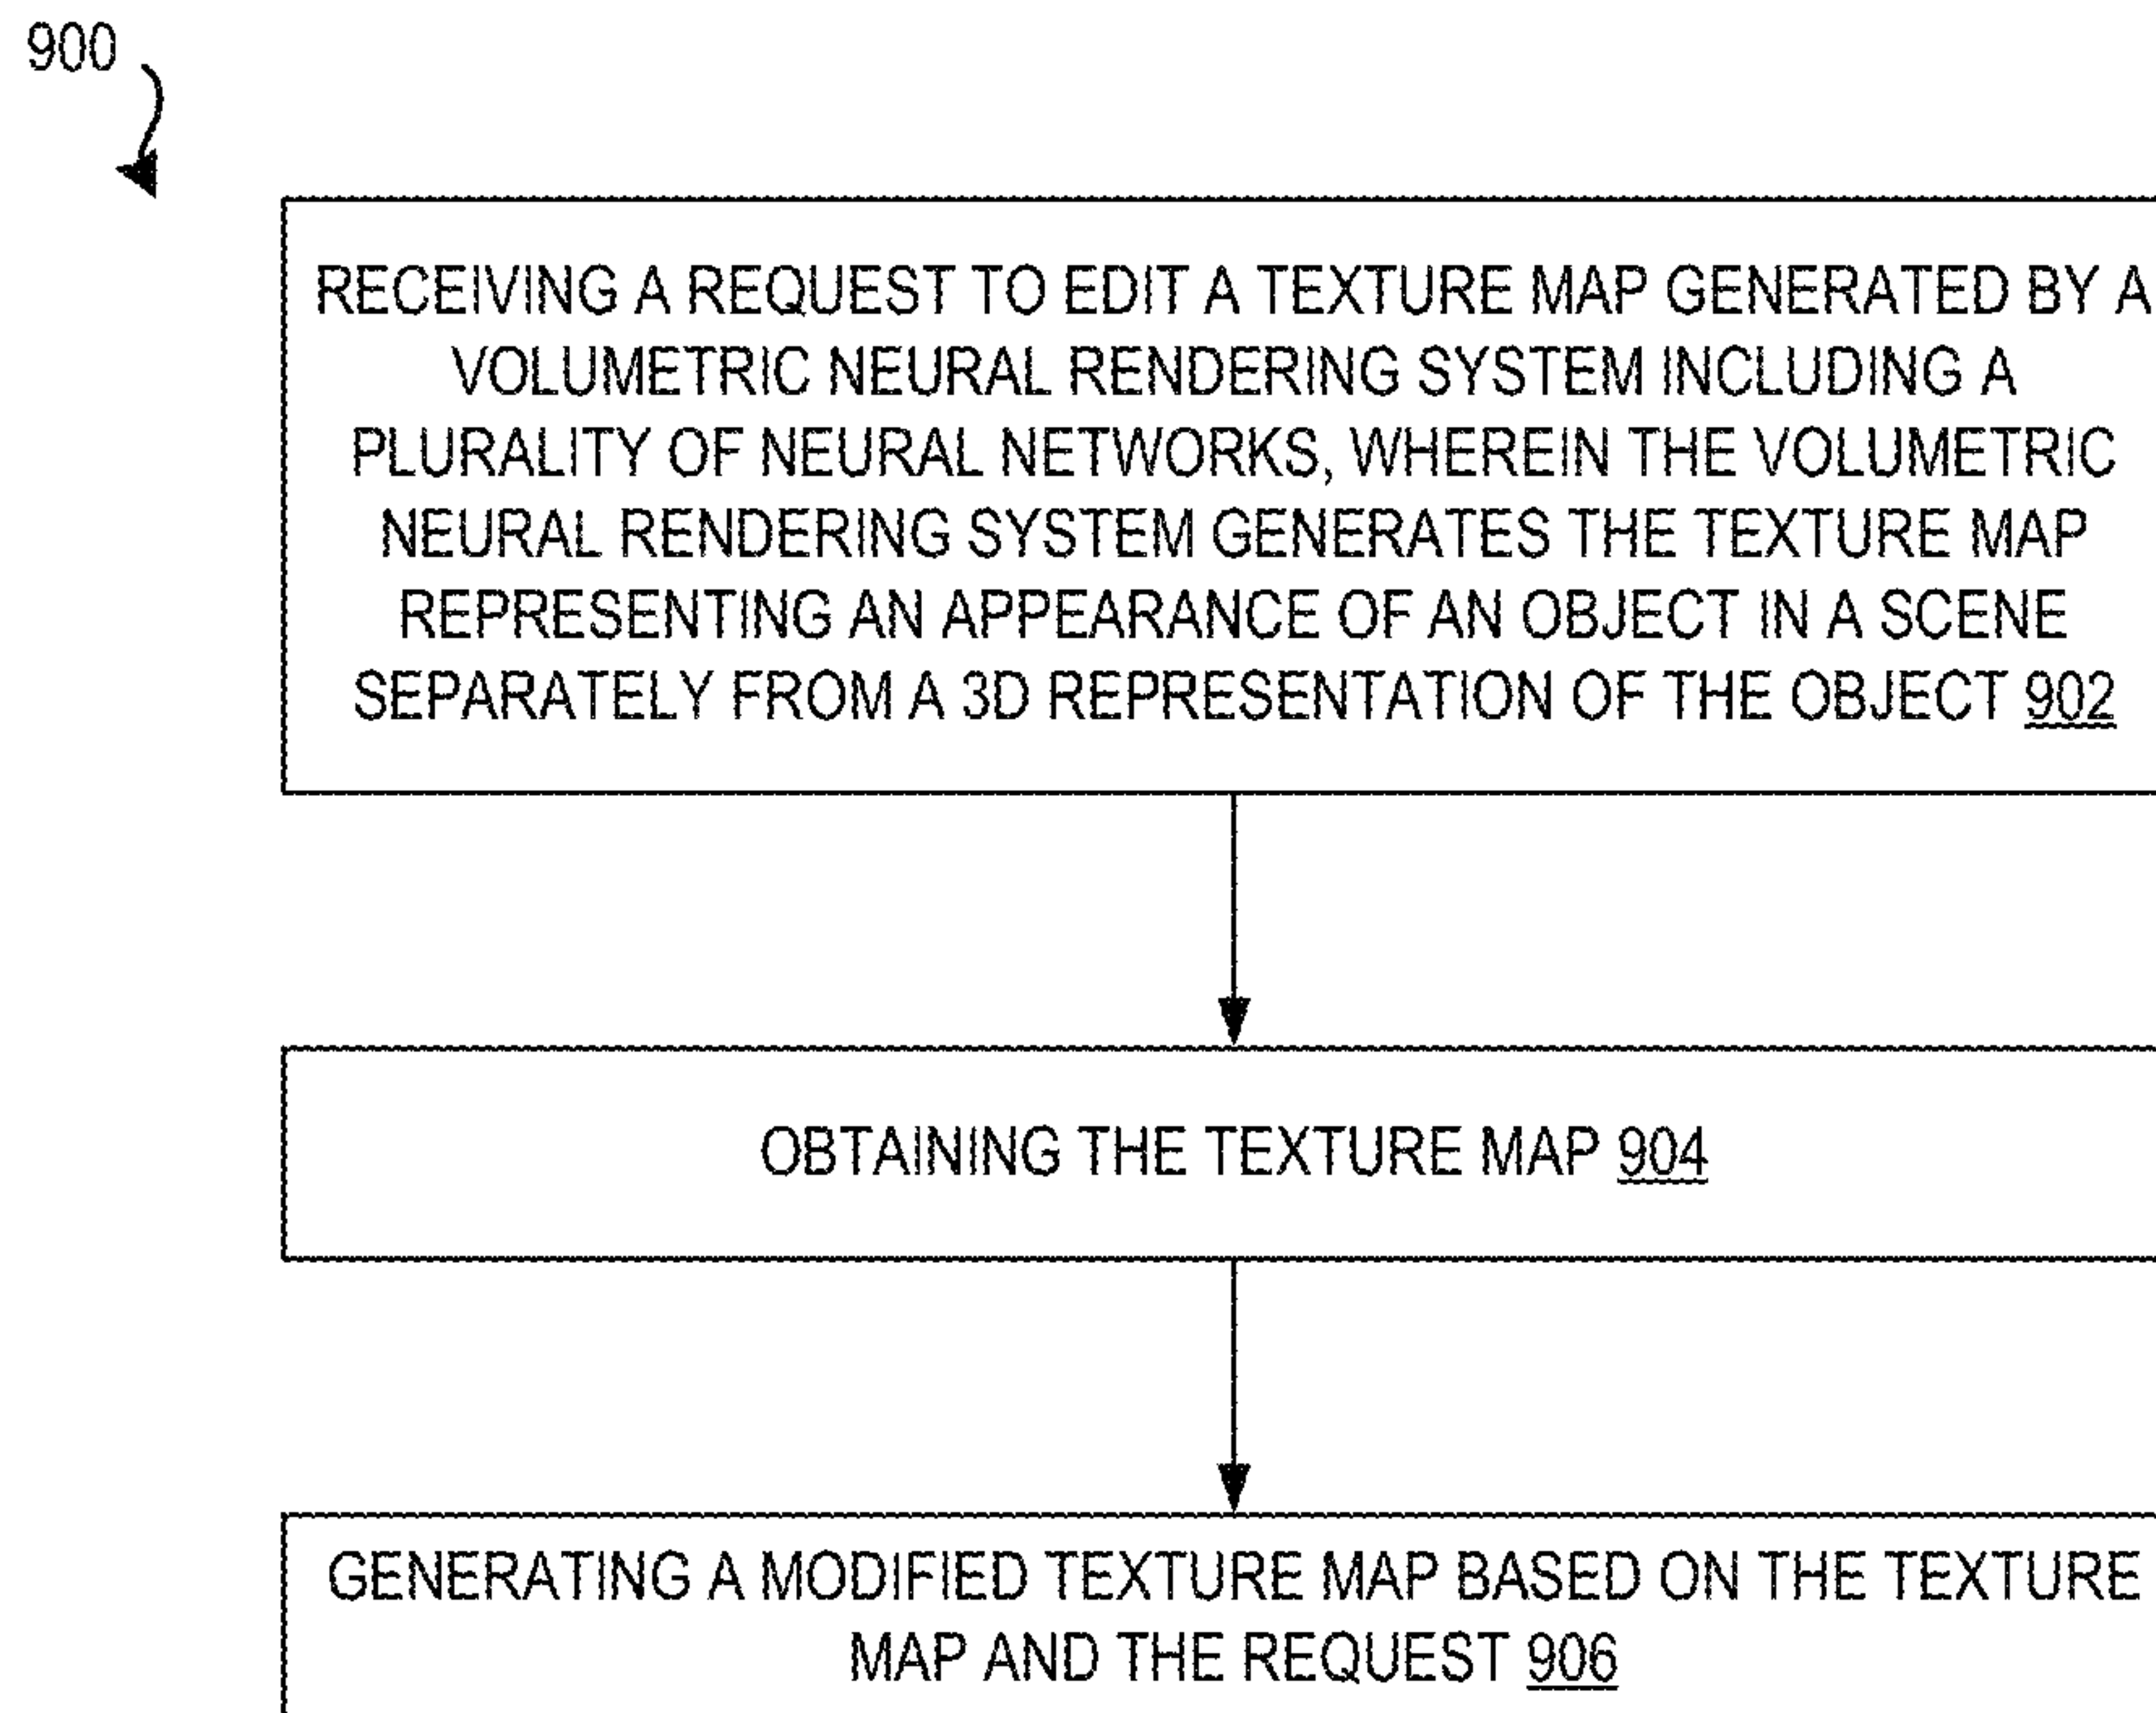 900
RECEIVING A REQUEST TO EDIT A TEXTURE MAP GENERATED BY A
VOLUMETRIC NEURAL RENDERING SYSTEM INCLUDING A
PLURALITY OF NEURAL NETWORKS, WHEREIN THE VOLUMETRIC
NEURAL RENDERING SYSTEM GENERATES THE TEXTURE MAP
REPRESENTING AN APPEARANCE OF AN OBJECT IN A SCENE
SEPARATELY FROM A 3D REPRESENTATION OF THE OBJECT 902
OBTAINING THE TEXTURE MAP 904
GENERATING A MODIFIED TEXTURE MAP BASED ON THE TEXTURE
MAP AND THE REQUEST 906